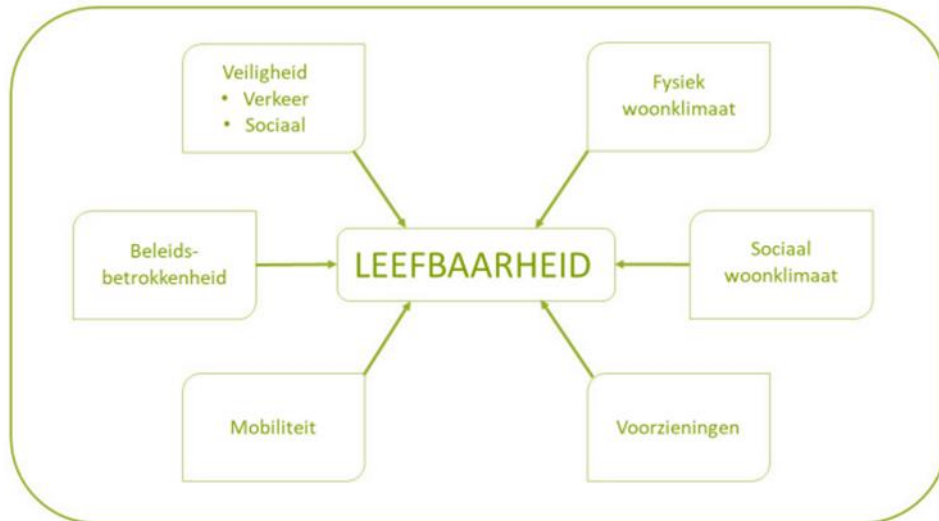 Veiligheid
• Verkeer
• Sociaal
Fysiek
woonklimaat
Beleids-
betrokkenheid
LEEFBAARHEID
Sociaal
woonklimaat
Mobiliteit
Voorzieningen